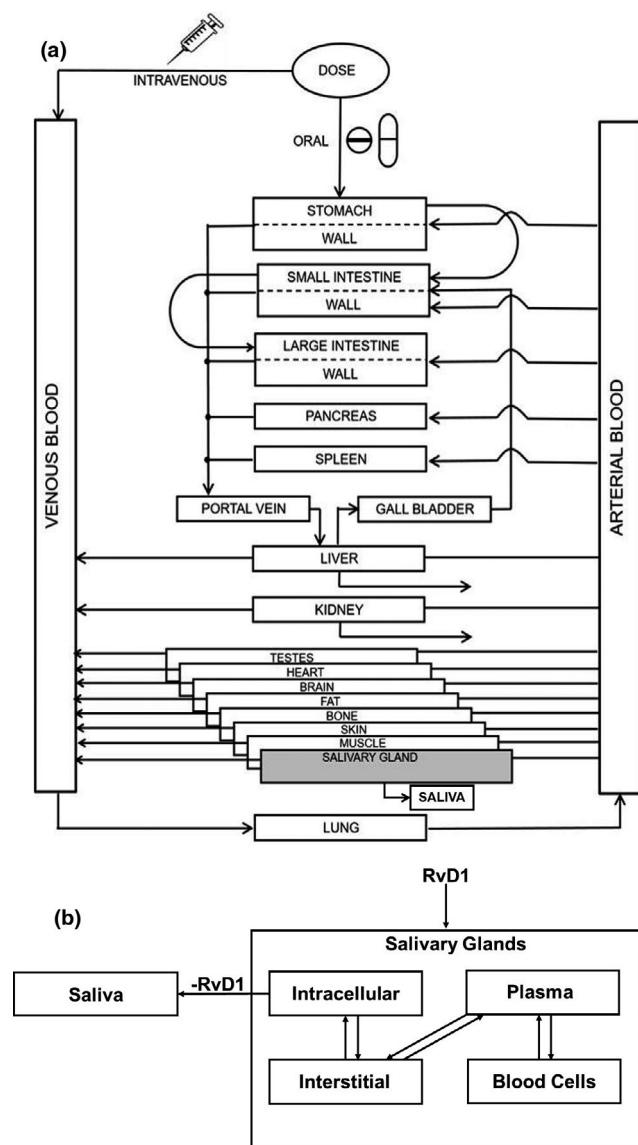 (a)
DOSE
INTRAVENOUS
ORAL
STOMACH
WALL
SMALL INTESTINE
WALL
LARGE INTESTINE
WALL
VENOUS BLOOD
ARTERIAL BLOOD
PANCREAS
SPLEEN
PORTAL VEIN
GALL BLADDER
LIVER
KIDNEY
TESTES
HEART
BRAIN
FAT
BONE
SKIN
MUSCLE
SALIVARY GLAND
SALIVA
LUNG
RvD1
(b)
Salivary Glands
Saliva
-RvD1
Intracellular
Plasma
Interstitial
Blood Cells